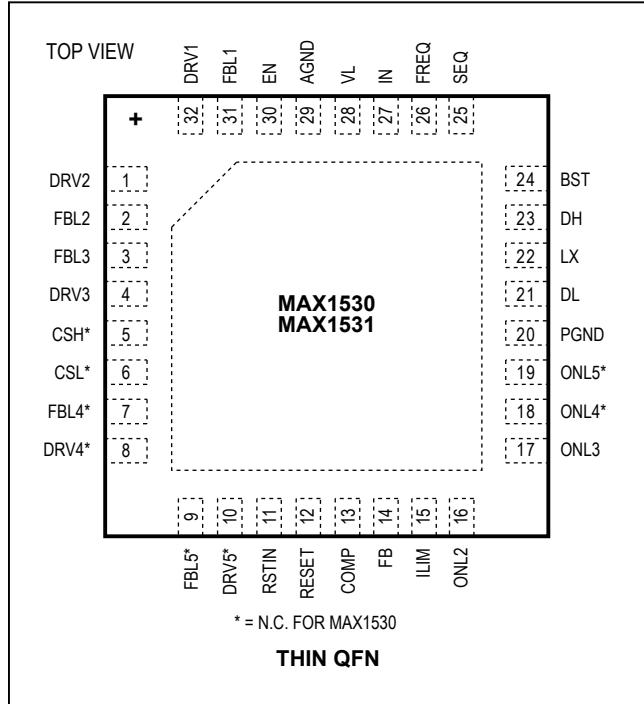 TOP VIEW
DRV1 FBL1 EN AGND VL IN FREQ SEQ
+ 32 31 30 29 28 27 26 25
DRV2 1 24 BST
FBL2 2 23 DH
FBL3 3 22 LX
DRV3 4 21 DL
MAX1530
MAX1531
CSH* 5 20 PGND
CSL* 6 19 ONL5*
FBL4* 7 18 ONL4*
DRV4* 8 17 ONL3
9 10 11 12 13 14 15 16
FBL5* DRV5* RSTIN RESET COMP FB ILIM ONL2
* = N.C. FOR MAX1530
THIN QFN